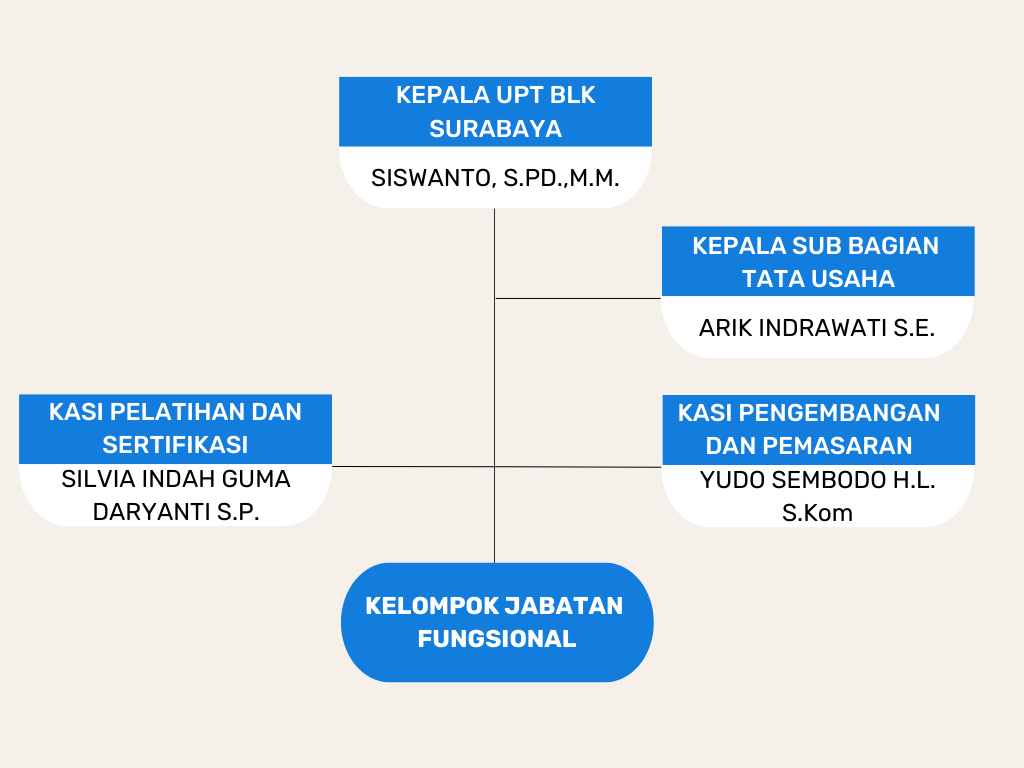 KEPALA UPT BLK
SURABAYA
SISWANTO, S.PD.,M.M.
KEPALA SUB BAGIAN
TATA USAHA
ARIK INDRAWATI S.E.
KASI PELATIHAN DAN
SERTIFIKASI
SILVIA INDAH GUMA
DARYANTI S.P.
KASI PENGEMBANGAN
DAN PEMASARAN
YUDO SEMBODO H.L.
S.Kom
KELOMPOK JABATAN
FUNGSIONAL